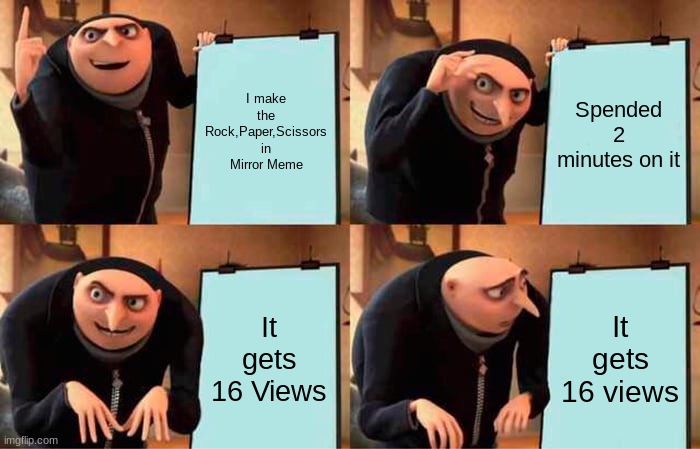 I make
the
Rock,Paper,Scissors
in
Mirror Meme
Spended
2
minutes on it
It
gets
16 Views
It
gets
16 views
imgflip.com